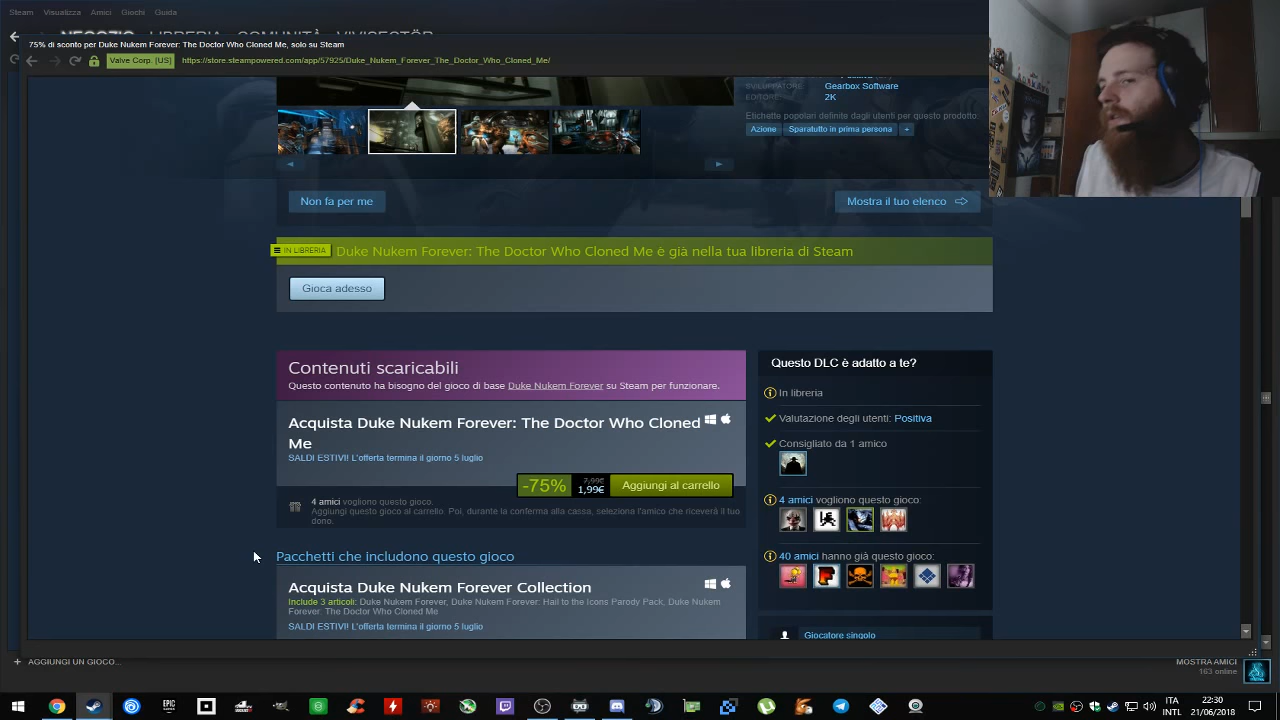 Steam Visualizza Amici Giochi Guida
NEGOZIO LIBRERIA COMUNITÀ VIVISECTÖR
75% di sconto per Duke Nukem Forever: The Doctor Who Cloned Me, solo su Steam
Valve Corp. [US] https://store.steampowered.com/app/57925/Duke_Nukem_Forever_The_Doctor_Who_Cloned_Me/
SVILUPPATORE: Gearbox Software
EDITORE: 2K
Etichette popolari definite dagli utenti per questo prodotto:
Azione Sparatutto in prima persona +
Non fa per me
Mostra il tuo elenco
IN LIBRERIA Duke Nukem Forever: The Doctor Who Cloned Me è già nella tua libreria di Steam
Gioca adesso
Contenuti scaricabili
Questo contenuto ha bisogno del gioco di base Duke Nukem Forever su Steam per funzionare.
Acquista Duke Nukem Forever: The Doctor Who Cloned
Me
SALDI ESTIVI! L'offerta termina il giorno 5 luglio
-75% 7,99€ 1,99€ Aggiungi al carrello
4 amici vogliono questo gioco.
Aggiungi questo gioco al carrello. Poi, durante la conferma alla cassa, seleziona l'amico che riceverà il tuo
dono.
Pacchetti che includono questo gioco
Acquista Duke Nukem Forever Collection
Include 3 articoli: Duke Nukem Forever, Duke Nukem Forever: Hail to the Icons Parody Pack, Duke Nukem
Forever: The Doctor Who Cloned Me
SALDI ESTIVI! L'offerta termina il giorno 5 luglio
Questo DLC è adatto a te?
In libreria
Valutazione degli utenti: Positiva
Consigliato da 1 amico
4 amici vogliono questo gioco:
40 amici hanno già questo gioco:
Giocatore singolo
+ AGGIUNGI UN GIOCO...
MOSTRA AMICI
163 online
EPIC GAMES
ITA
INTL
22:30
21/06/2018